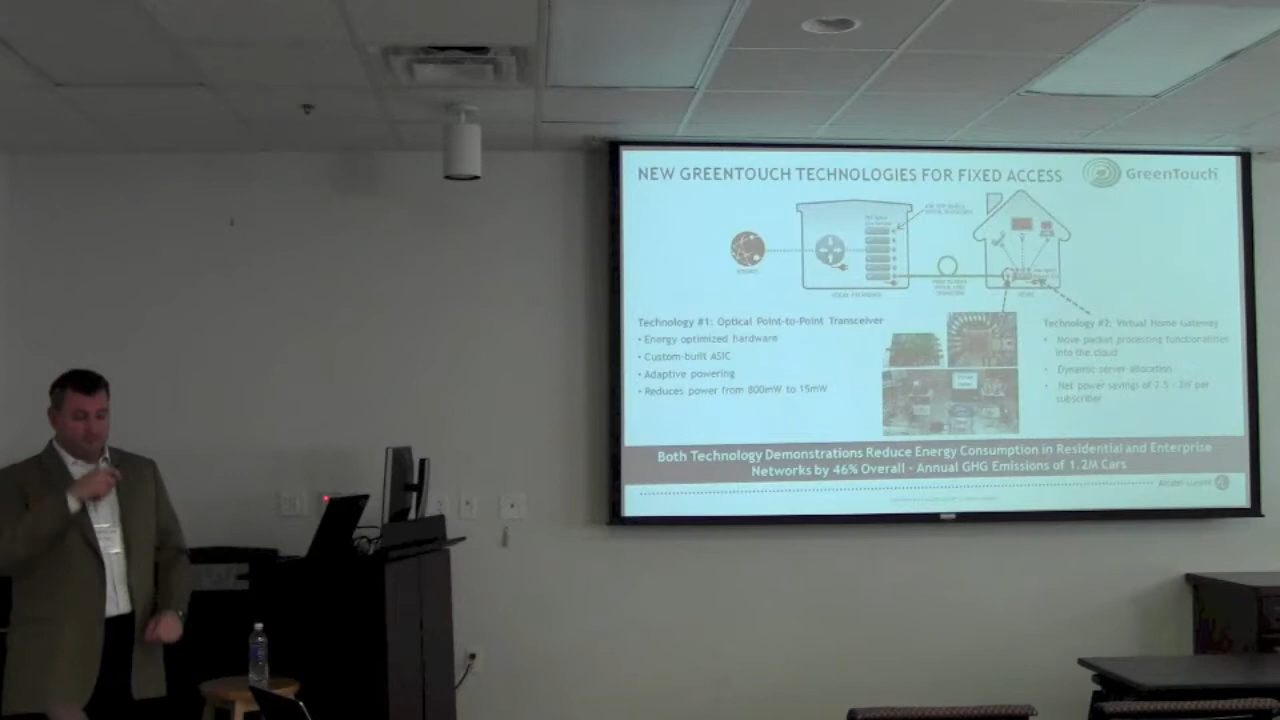 NEW GREENTOUCH TECHNOLOGIES FOR FIXED ACCESS
GreenTouch
Technology #1: Optical Point-to-Point Transceiver
• Energy optimized hardware
• Custom-built ASIC
• Adaptive powering
• Reduces power from 800mW to 15mW
Technology #2: Virtual Home Gateway
• Move packet processing functionalities
into the cloud
• Dynamic server allocation
• Net power savings of
per
subscriber
Both Technology Demonstrations Reduce Energy Consumption in Residential and Enterprise
Networks by 46% Overall - Annual GHG Emissions of 1.2M Cars
Alcatel-Lucent